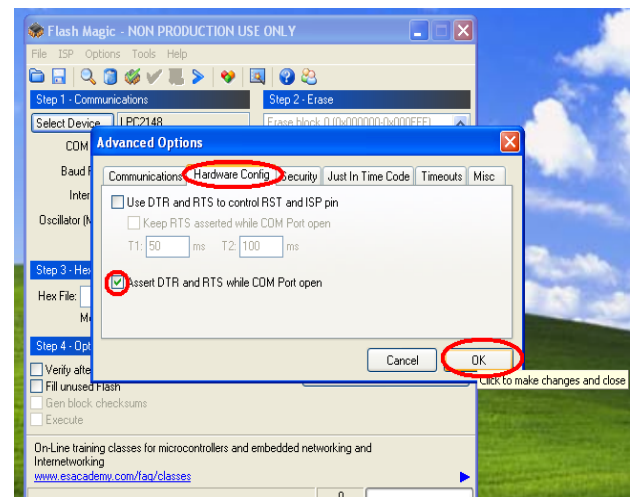 Flash Magic - NON PRODUCTION USE ONLY
File ISP Options Tools Help
Step 1 - Communications
Step 2 - Erase
Select Device
LPC2148
Erase block 0 (0x000000-0x000FFF)
COM
Advanced Options
Baud
Communications
Hardware Config
Security
Just In Time Code
Timeouts
Misc
Inter
Use DTR and RTS to control RST and ISP pin
Oscillator (M
Keep RTS asserted while COM Port open
T1: 50 ms T2: 100 ms
Step 3 - Hex
Assert DTR and RTS while COM Port open
Hex File:
Mo
Step 4 - Opt
Cancel
OK
Verify afte
Click to make changes and close
Fill unused Flash
Gen block checksums
Execute
On-Line training classes for microcontrollers and embedded networking and
Internetworking
www.esacademy.com/faq/classes
0